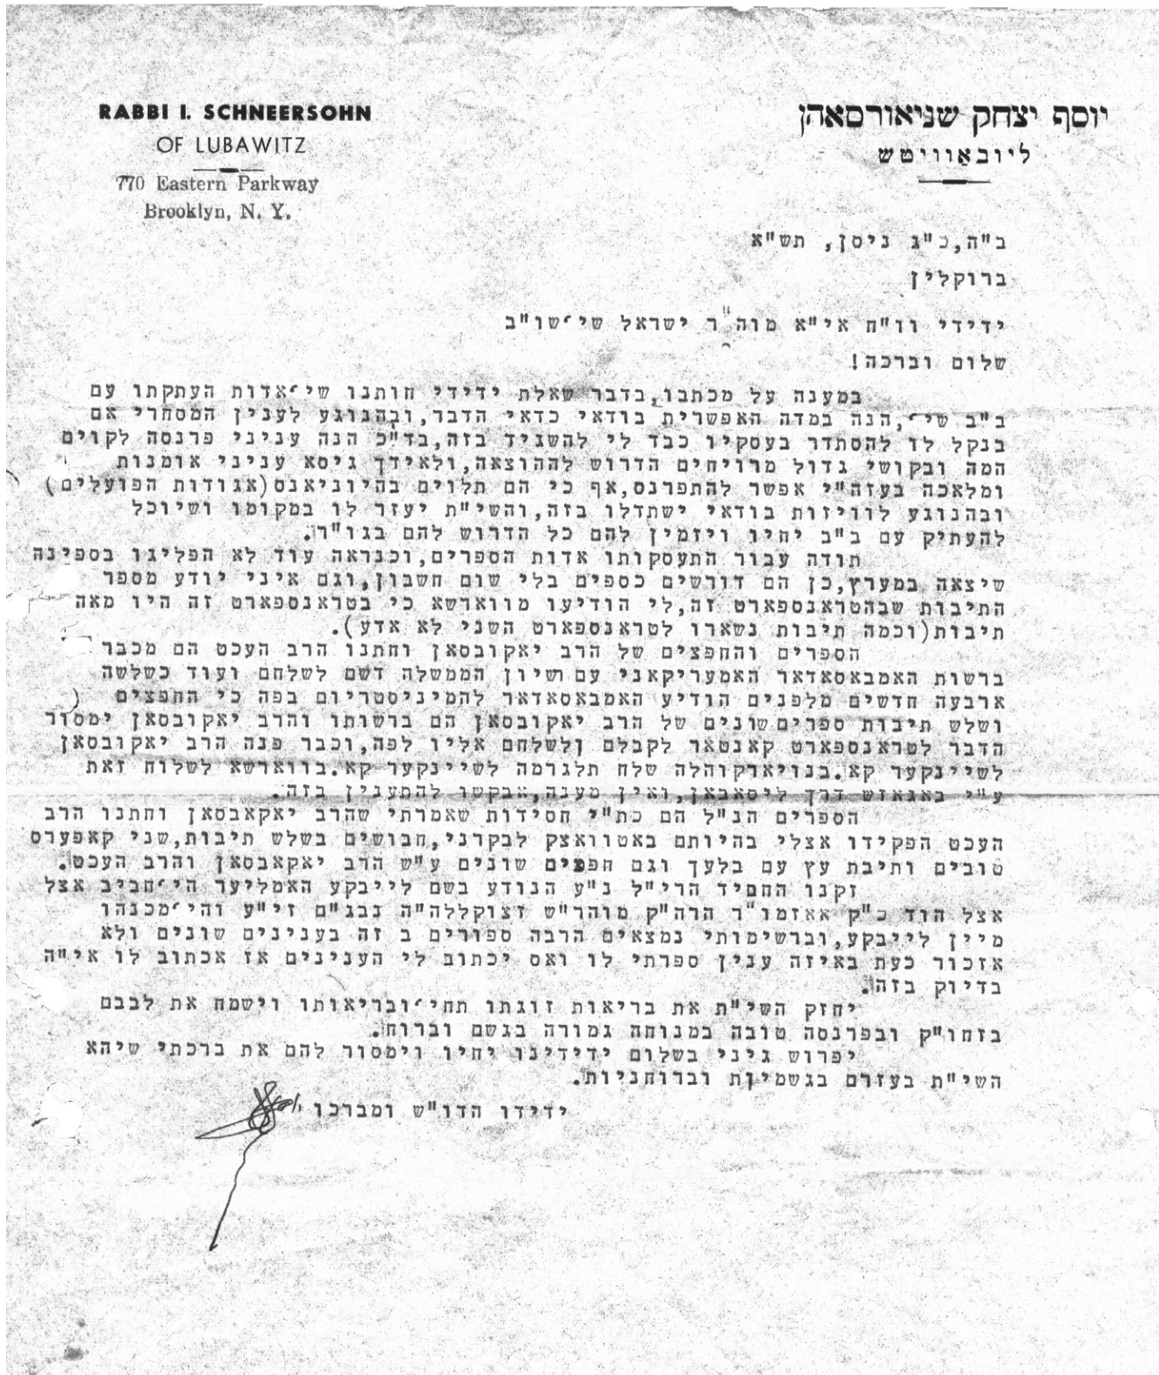 RABBI I. SCHNEERSOHN
OF LUBAWITZ
770 Eastern Parkway
Brooklyn, N. Y.
יוסף יצחק שניאורסאהן
ליובאוויטש
ב"ה,כ"ג ניסן, תש"א
ברוקלין
ידידי וו"ח אי"א מוה"ר ישראל שי' שו"ב
שלום וברכה!
במענה על מכתבו,בדבר שאלת ידידי חותנו שי' אדות העתקתו עם
ב"ב שי',הנה במדה האפשרית בודאי כדאי הדבר,ובהנוגע לענין המסחרי אם
בנקל לו להסתדר בעסקיו כבד לי להשגיד בזה,בד"כ הנה עניני פרנסה לקוים
המה ובקושי גדול מרויחים הדרוש לההוצאה,ולאידך גיסא עניני אומנות
ומלאכה בעזה"י אפשר להתפרנס,אף כי הם תלוים בהיוניאנס(אגודות הפועלים)
ובהנוגע לוויזות בודאי ישתדלו בזה,והשי"ת יעזר לו במקומו ושיוכל
להעתיק עם ב"ב יחיו ויזמין להם כל הדרוש להם בגו"ר.
תודה עבור התעסקותו אדות הספרים,וכנראה עוד לא הפליגו בספינה
שיצאה במערץ,כן הם דורשים כספים בלי שום חשבון,וגם איני יודע מספר
התיבות שבהטראנספארט זה,לי הודיעו מווארשא כי בטראנספארט זה היו מאה
תיבות(וכמה תיבות נשארו לטראנספארט השני לא אדע).
הספרים והחפצים של הרב יאקובסאן וחתנו הרב העכט הם מכבר
ברשות האמבאסאדאר האמעריקאני עם רשיון הממשלה דשם לשלחם ועוד כשלשה
ארבעה חדשים מלפנים הודיע האמבאסאדאר להמיניסטריום בפה כי החפצים
ושלש תיבות ספרים שונים של הרב יאקובסאן הם ברשותו והרב יאקובסאן ימסור
הדבר לטראנספארט קאנטאר לקבלם ולשלחם אליו לפה,וכבר פנה הרב יאקובסאן
לשיינקער קא.בנויארק והלה שלח תלגרמה לשיינקער קא.בווארשא לשלוח זאת
ע"י באגאזש דרך ליסאבאן,ואין מענה,אבקשו להתענין בזה.
הספרים הנ"ל הם כת"י חסידות שאמרתי שהרב יאקאבסאן וחתנו הרב
העכט הפקידו אצלי בהיותם באטוואצק לבקרני,חבושים בשלש תיבות,שני קאפערס
טובים ותיבת עץ עם בלעך וגם חפצים שונים ע"ש הרב יאקאבסאן והרב העכט.
זקנו החסיד הרי"ל נ"ע הנודע בשם לייבקע האמליער הי' חביב אצל
אצל הוד כ"ק אאזמו"ר הרה"ק מוהר"ש זצוקללה"ה נבג"ם זי"ע והי' מכנהו
מיין לייבקע,וברשימותי נמצאים הרבה ספורים ב זה בענינים שונים ולא
אזכור כעת באיזה ענין ספרתי לו ואם יכתוב לי הענינים אז אכתוב לו אי"ה
בדיוק בזה.
יחזק השי"ת את בריאות זוגתו תחי' ובריאותו וישמח את לבבם
בזחו"ק ובפרנסה טובה במנוחה גמורה בגשם וברוח.
יפרוש גיני בשלום ידידינו יחיו וימסור להם את ברכתי שיהא
השי"ת בעזרם בגשמיות וברוחניות.
ידידו הדו"ש ומברכו